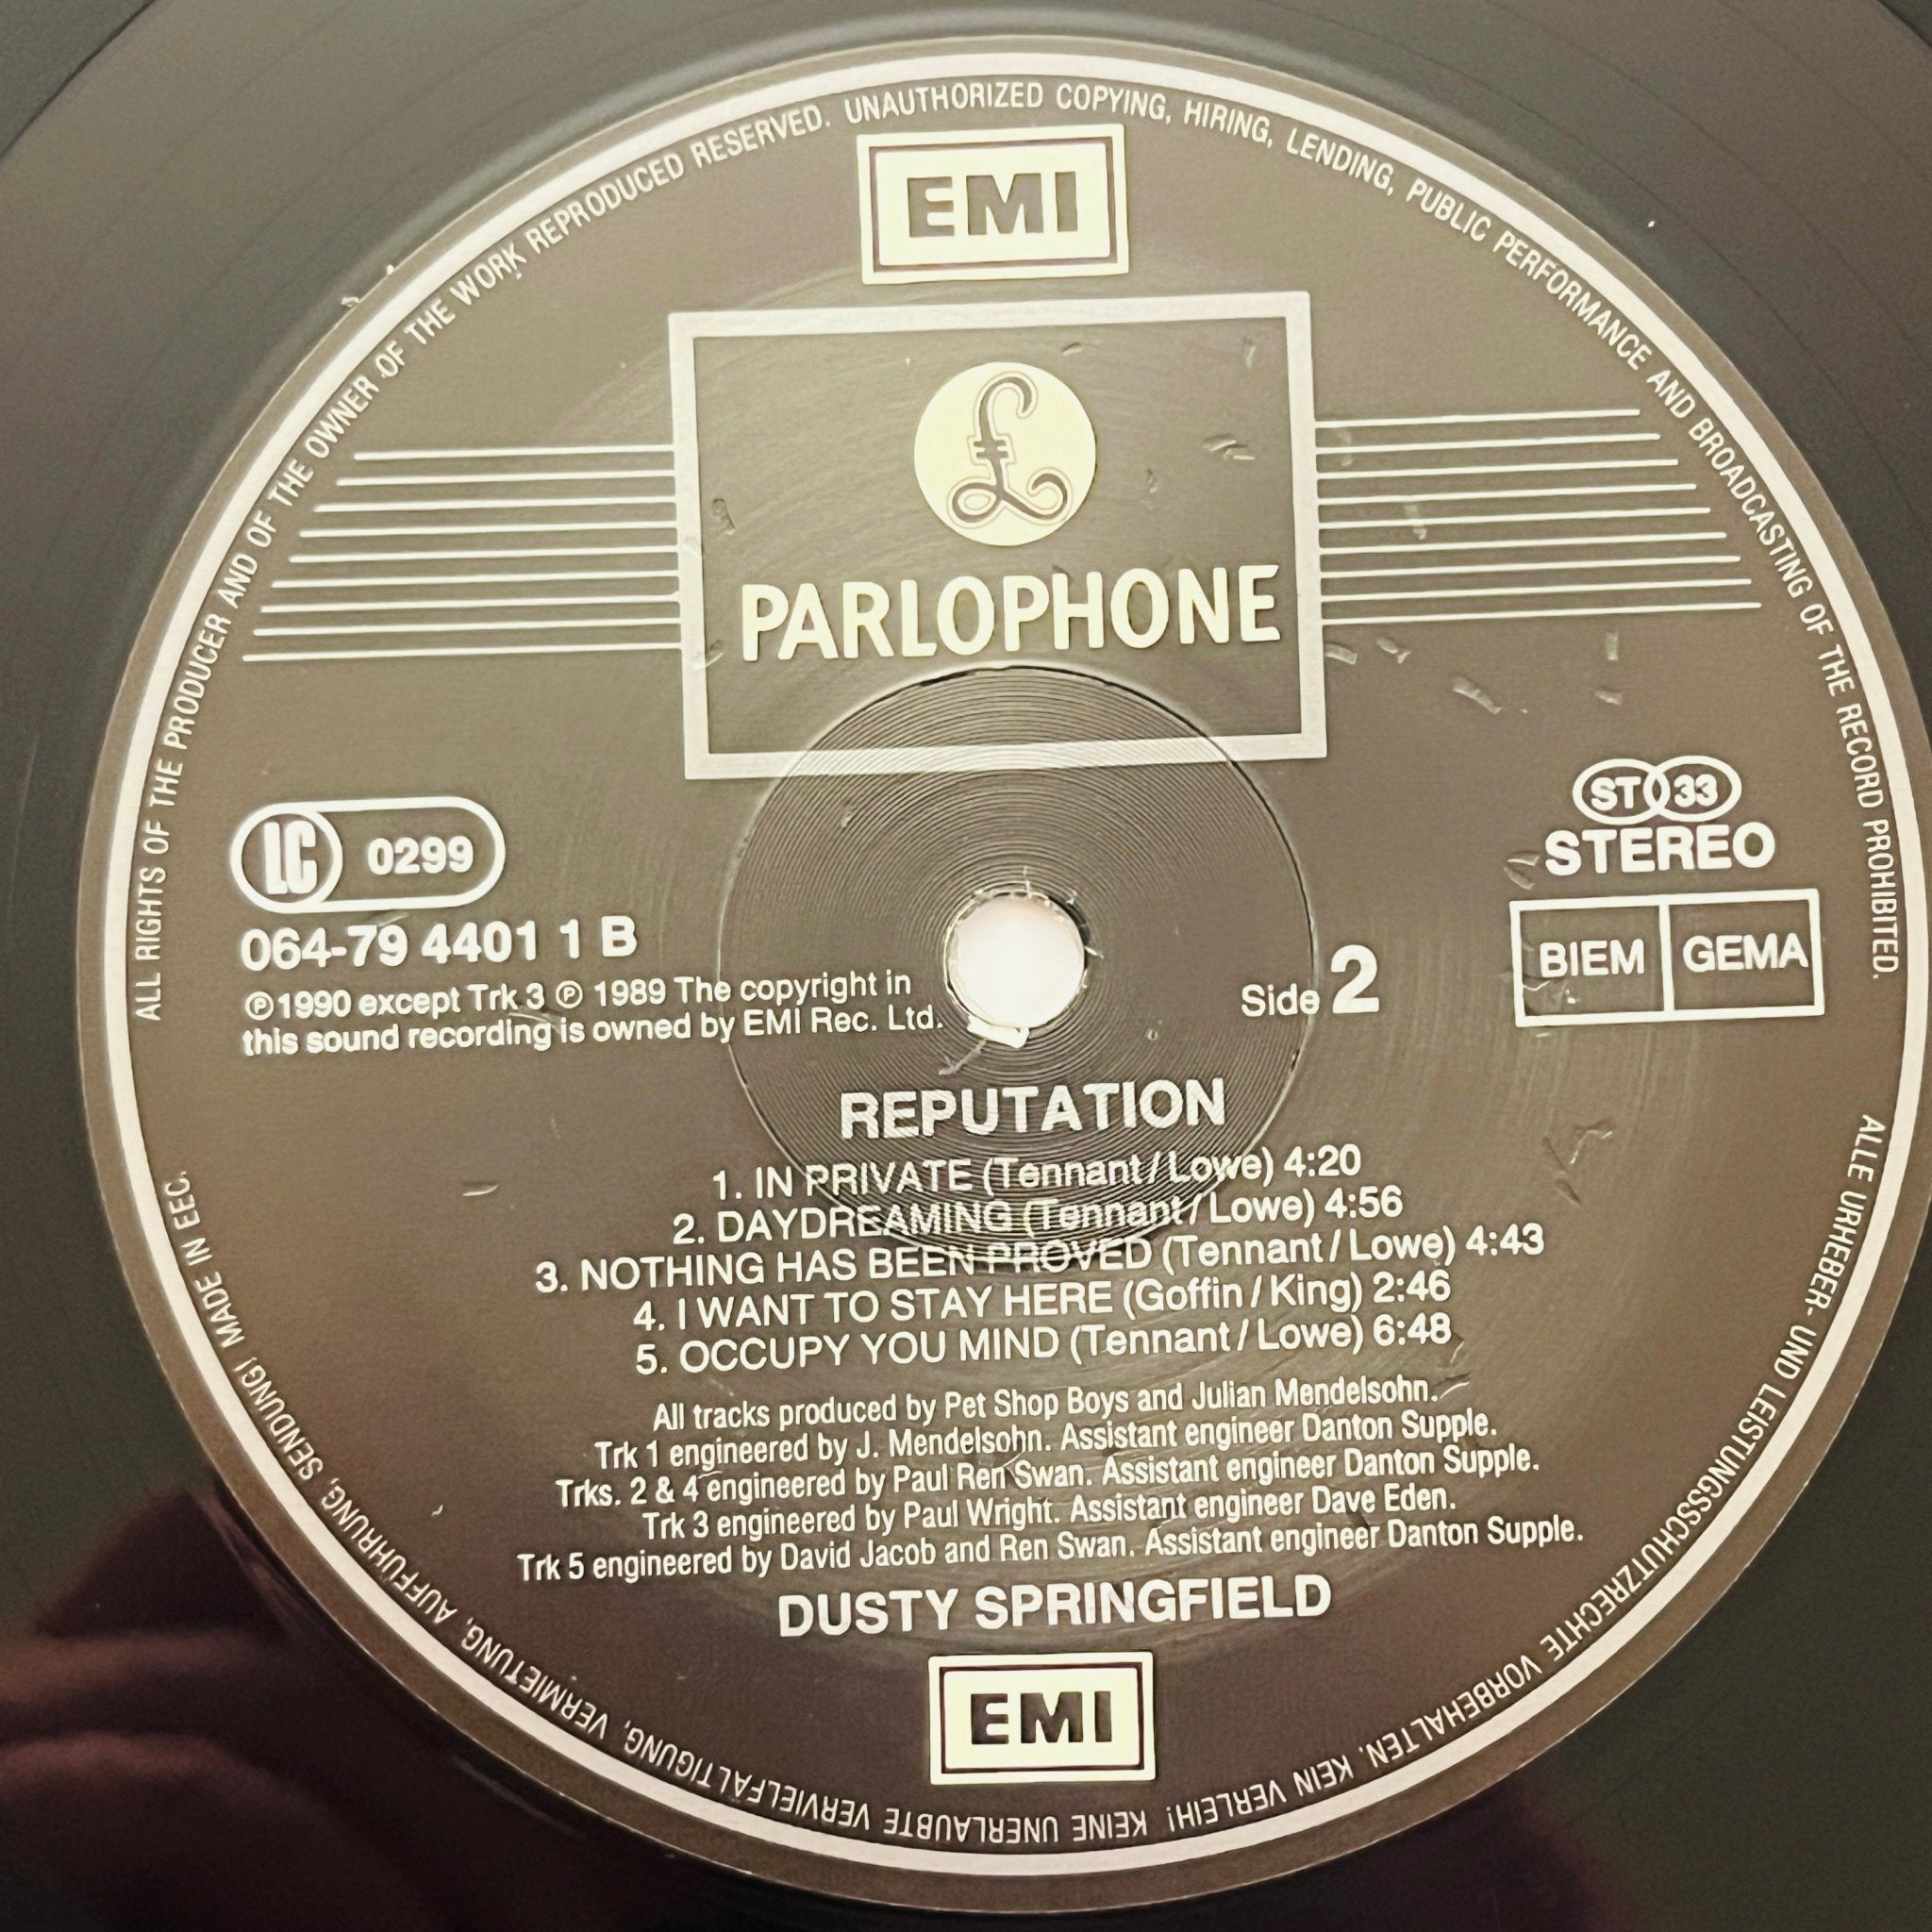 ALL RIGHTS OF THE PRODUCER AND OF THE OWNER OF THE WORK REPRODUCED RESERVED. UNAUTHORIZED COPYING, HIRING, LENDING, PUBLIC PERFORMANCE AND BROADCASTING OF THE RECORD PROHIBITED.
EMI
£
PARLOPHONE
LC 0299
064-79 4401 1 B
℗1990 except Trk 3 ℗ 1989 The copyright in
this sound recording is owned by EMI Rec. Ltd.
ST 33
STEREO
BIEM GEMA
Side 2
REPUTATION
1. IN PRIVATE (Tennant/Lowe) 4:20
2. DAYDREAMING (Tennant/Lowe) 4:56
3. NOTHING HAS BEEN PROVED (Tennant/Lowe) 4:43
4. I WANT TO STAY HERE (Goffin/King) 2:46
5. OCCUPY YOU MIND (Tennant/Lowe) 6:48
All tracks produced by Pet Shop Boys and Julian Mendelsohn.
Trk 1 engineered by J. Mendelsohn. Assistant engineer Danton Supple.
Trks. 2 & 4 engineered by Paul Ren Swan. Assistant engineer Danton Supple.
Trk 3 engineered by Paul Wright. Assistant engineer Dave Eden.
Trk 5 engineered by David Jacob and Ren Swan. Assistant engineer Danton Supple.
DUSTY SPRINGFIELD
EMI
ALLE URHEBER- UND LEISTUNGSSCHUTZRECHTE VORBEHALTEN. KEIN VERLEIH! KEINE UNERLAUBTE VERVIELFALTIGUNG, VERMIETUNG, AUFFUHRUNG, SENDUNG! MADE IN EEC.